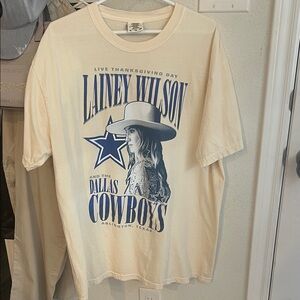 LIVE THANKSGIVING DAY
LAINEY WILSON
AND THE
DALLAS
COWBOYS
ARLINGTON, TEXAS